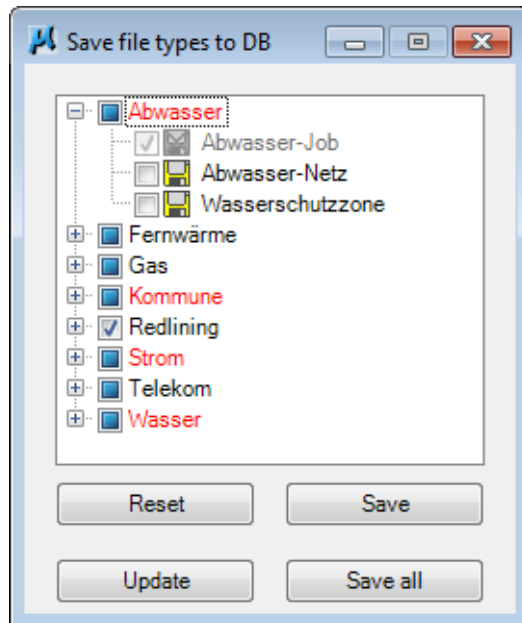 Save file types to DB
Abwasser
Abwasser-Job
Abwasser-Netz
Wasserschutzzone
Fernwärme
Gas
Kommune
Redlining
Strom
Telekom
Wasser
Reset Save
Update Save all